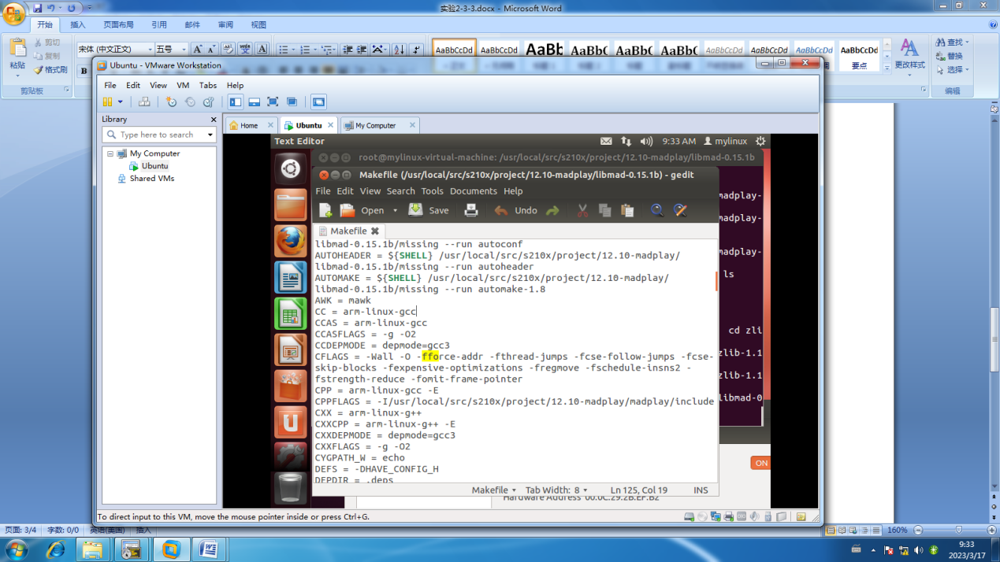 实验2-3-3.docx - Microsoft Word
开始 插入 页面布局 引用 邮件 审阅 视图
粘贴
剪切
复制
格式刷
剪贴板
宋体 (中文正文) 五号
B
AaBbCcDd AaBbCcDd AaBb AaBbC AaBbC AaBbC AaBbCcDd AaBbCcDd AaBbCcDd AaBbCcDd
要点
更改样式
查找
替换
选择
编辑
Ubuntu - VMware Workstation
File Edit View VM Tabs Help
Library
Type here to search
My Computer
Ubuntu
Shared VMs
Home Ubuntu My Computer
Text Editor 9:33 AM mylinux
root@mylinux-virtual-machine: /usr/local/src/s210x/project/12.10-madplay/libmad-0.15.1b
Makefile (/usr/local/src/s210x/project/12.10-madplay/libmad-0.15.1b) - gedit
File Edit View Search Tools Documents Help
Open Save Undo
Makefile
libmad-0.15.1b/missing --run autoconf
AUTOHEADER = ${SHELL} /usr/local/src/s210x/project/12.10-madplay/
libmad-0.15.1b/missing --run autoheader
AUTOMAKE = ${SHELL} /usr/local/src/s210x/project/12.10-madplay/
libmad-0.15.1b/missing --run automake-1.8
AWK = mawk
CC = arm-linux-gcc
CCAS = arm-linux-gcc
CCASFLAGS = -g -O2
CCDEPMODE = depmode=gcc3
CFLAGS = -Wall -O -fforce-addr -fthread-jumps -fcse-follow-jumps -fcse-
skip-blocks -fexpensive-optimizations -fregmove -fschedule-insns2 -
fstrength-reduce -fomit-frame-pointer
CPP = arm-linux-gcc -E
CPPFLAGS = -I/usr/local/src/s210x/project/12.10-madplay/madplay/include
CXX = arm-linux-g++
CXXCPP = arm-linux-g++ -E
CXXDEPMODE = depmode=gcc3
CXXFLAGS = -g -O2
CYGPATH_W = echo
DEFS = -DHAVE_CONFIG_H
DEPDIR = .deps
Makefile Tab Width: 8 Ln 125, Col 19 INS
madplay-
madplay-
madplay-
ls
cd zli
zlib-1.1
zlib-1.1
libmad-0
ON
Hardware Address 00:0C:29:2B:EF:B2
To direct input to this VM, move the mouse pointer inside or press Ctrl+G.
页面: 3/4 字数: 0/0 英语(美国) 插入 160%
9:33
2023/3/17